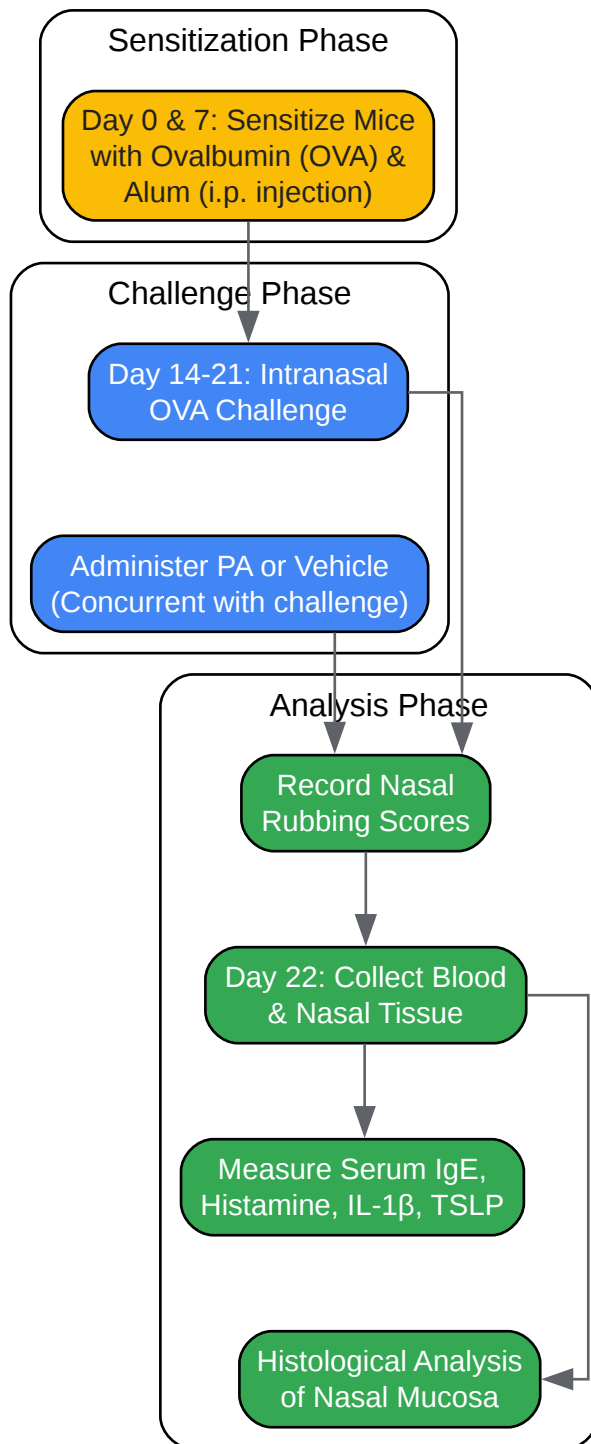 Sensitization Phase
Day 0 & 7: Sensitize Mice
with Ovalbumin (OVA) &
Alum (i.p. injection)
Challenge Phase
Day 14-21: Intranasal
OVA Challenge
Administer PA or Vehicle
(Concurrent with challenge)
Analysis Phase
Record Nasal
Rubbing Scores
Day 22: Collect Blood
& Nasal Tissue
Measure Serum IgE,
Histamine, IL-1β, TSLP
Histological Analysis
of Nasal Mucosa